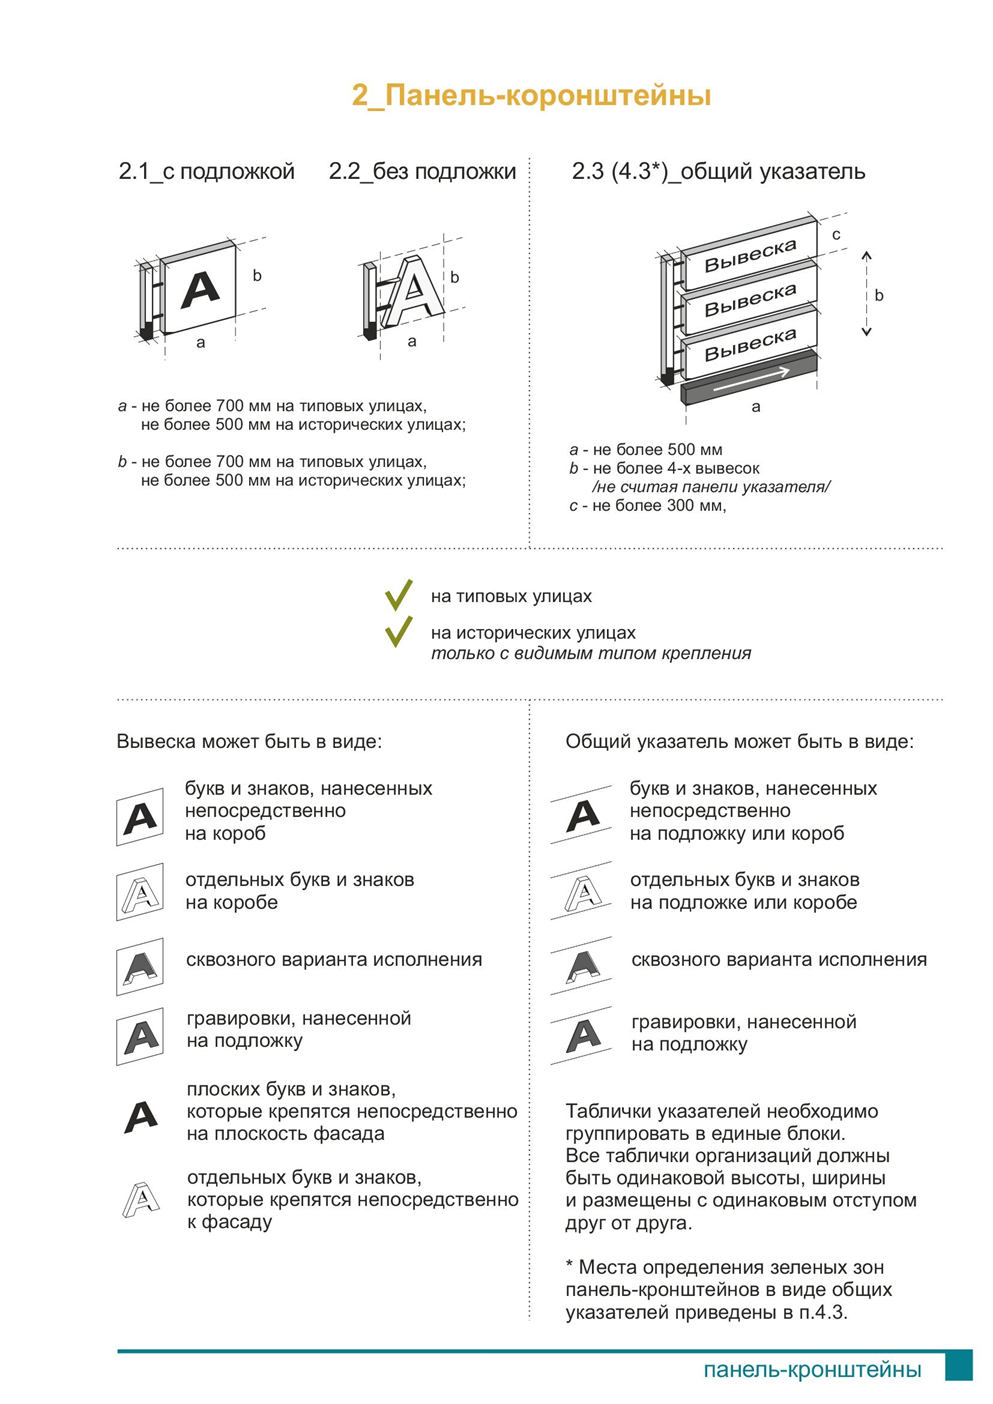 2_Панель-коронштейны
2.1_с подложкой
2.2_без подложки
2.3 (4.3*)_общий указатель
А
b
a
А
b
a
Вывеска
Вывеска
Вывеска
c
b
a
a - не более 700 мм на типовых улицах,
не более 500 мм на исторических улицах;
b - не более 700 мм на типовых улицах,
не более 500 мм на исторических улицах;
a - не более 500 мм
b - не более 4-х вывесок
/не считая панели указателя/
c - не более 300 мм,
на типовых улицах
на исторических улицах
только с видимым типом крепления
Вывеска может быть в виде:
А
букв и знаков, нанесенных
непосредственно
на короб
А
отдельных букв и знаков
на коробе
А
сквозного варианта исполнения
А
гравировки, нанесенной
на подложку
А
плоских букв и знаков,
которые крепятся непосредственно
на плоскость фасада
А
отдельных букв и знаков,
которые крепятся непосредственно
к фасаду
Общий указатель может быть в виде:
А
букв и знаков, нанесенных
непосредственно
на подложку или короб
А
отдельных букв и знаков
на подложке или коробе
А
сквозного варианта исполнения
А
гравировки, нанесенной
на подложку
Таблички указателей необходимо
группировать в единые блоки.
Все таблички организаций должны
быть одинаковой высоты, ширины
и размещены с одинаковым отступом
друг от друга.
* Места определения зеленых зон
панель-кронштейнов в виде общих
указателей приведены в п.4.3.
панель-кронштейны